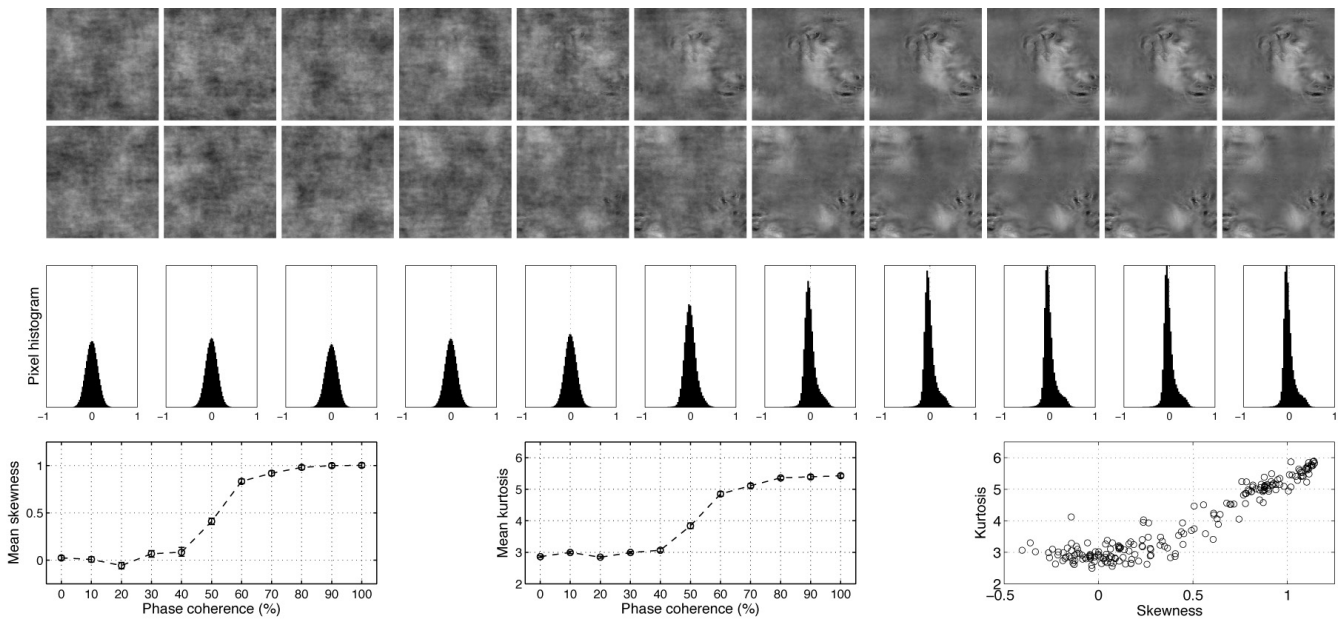 Pixel histogram
−1 0 1 −1 0 1 −1 0 1 −1 0 1 −1 0 1 −1 0 1 −1 0 1 −1 0 1 −1 0 1 −1 0 1 −1 0 1
Mean skewness
1
0.5
0
0 10 20 30 40 50 60 70 80 90 100
Phase coherence (%)
Mean kurtosis
6
5
4
3
2
0 10 20 30 40 50 60 70 80 90 100
Phase coherence (%)
Kurtosis
6
5
4
3
2
−0.5 0 0.5 1
Skewness